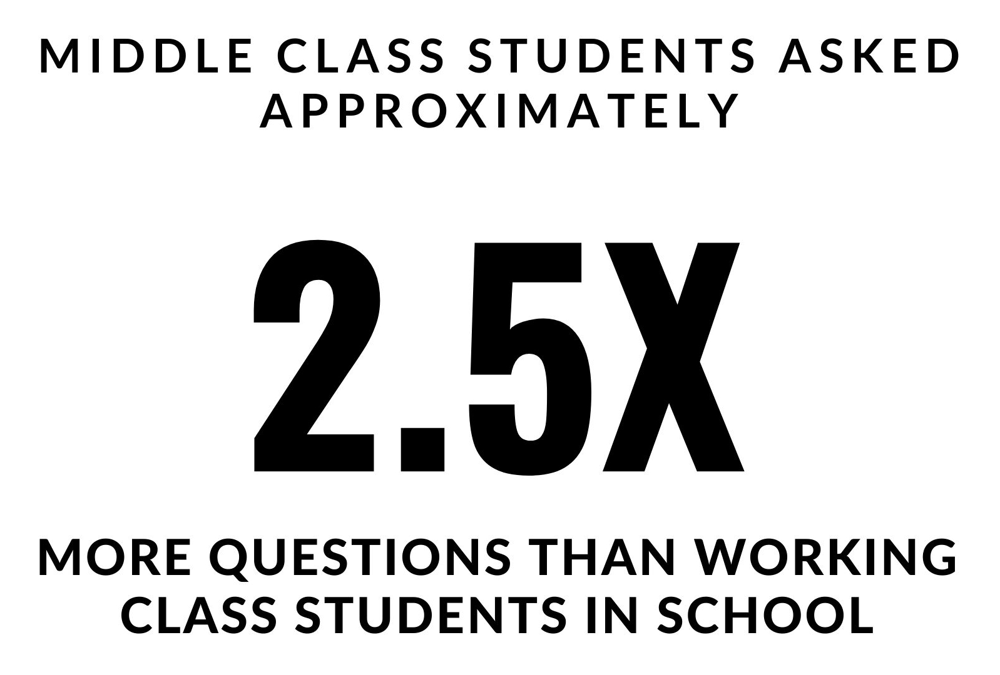 MIDDLE CLASS STUDENTS ASKED
APPROXIMATELY
2.5X
MORE QUESTIONS THAN WORKING
CLASS STUDENTS IN SCHOOL